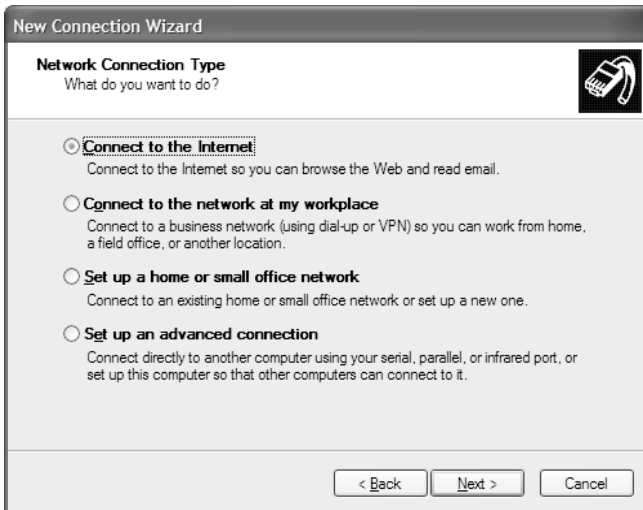 New Connection Wizard
Network Connection Type
What do you want to do?
Connect to the Internet
Connect to the Internet so you can browse the Web and read email.
Connect to the network at my workplace
Connect to a business network (using dial-up or VPN) so you can work from home,
a field office, or another location.
Set up a home or small office network
Connect to an existing home or small office network or set up a new one.
Set up an advanced connection
Connect directly to another computer using your serial, parallel, or infrared port, or
set up this computer so that other computers can connect to it.
< Back Next > Cancel